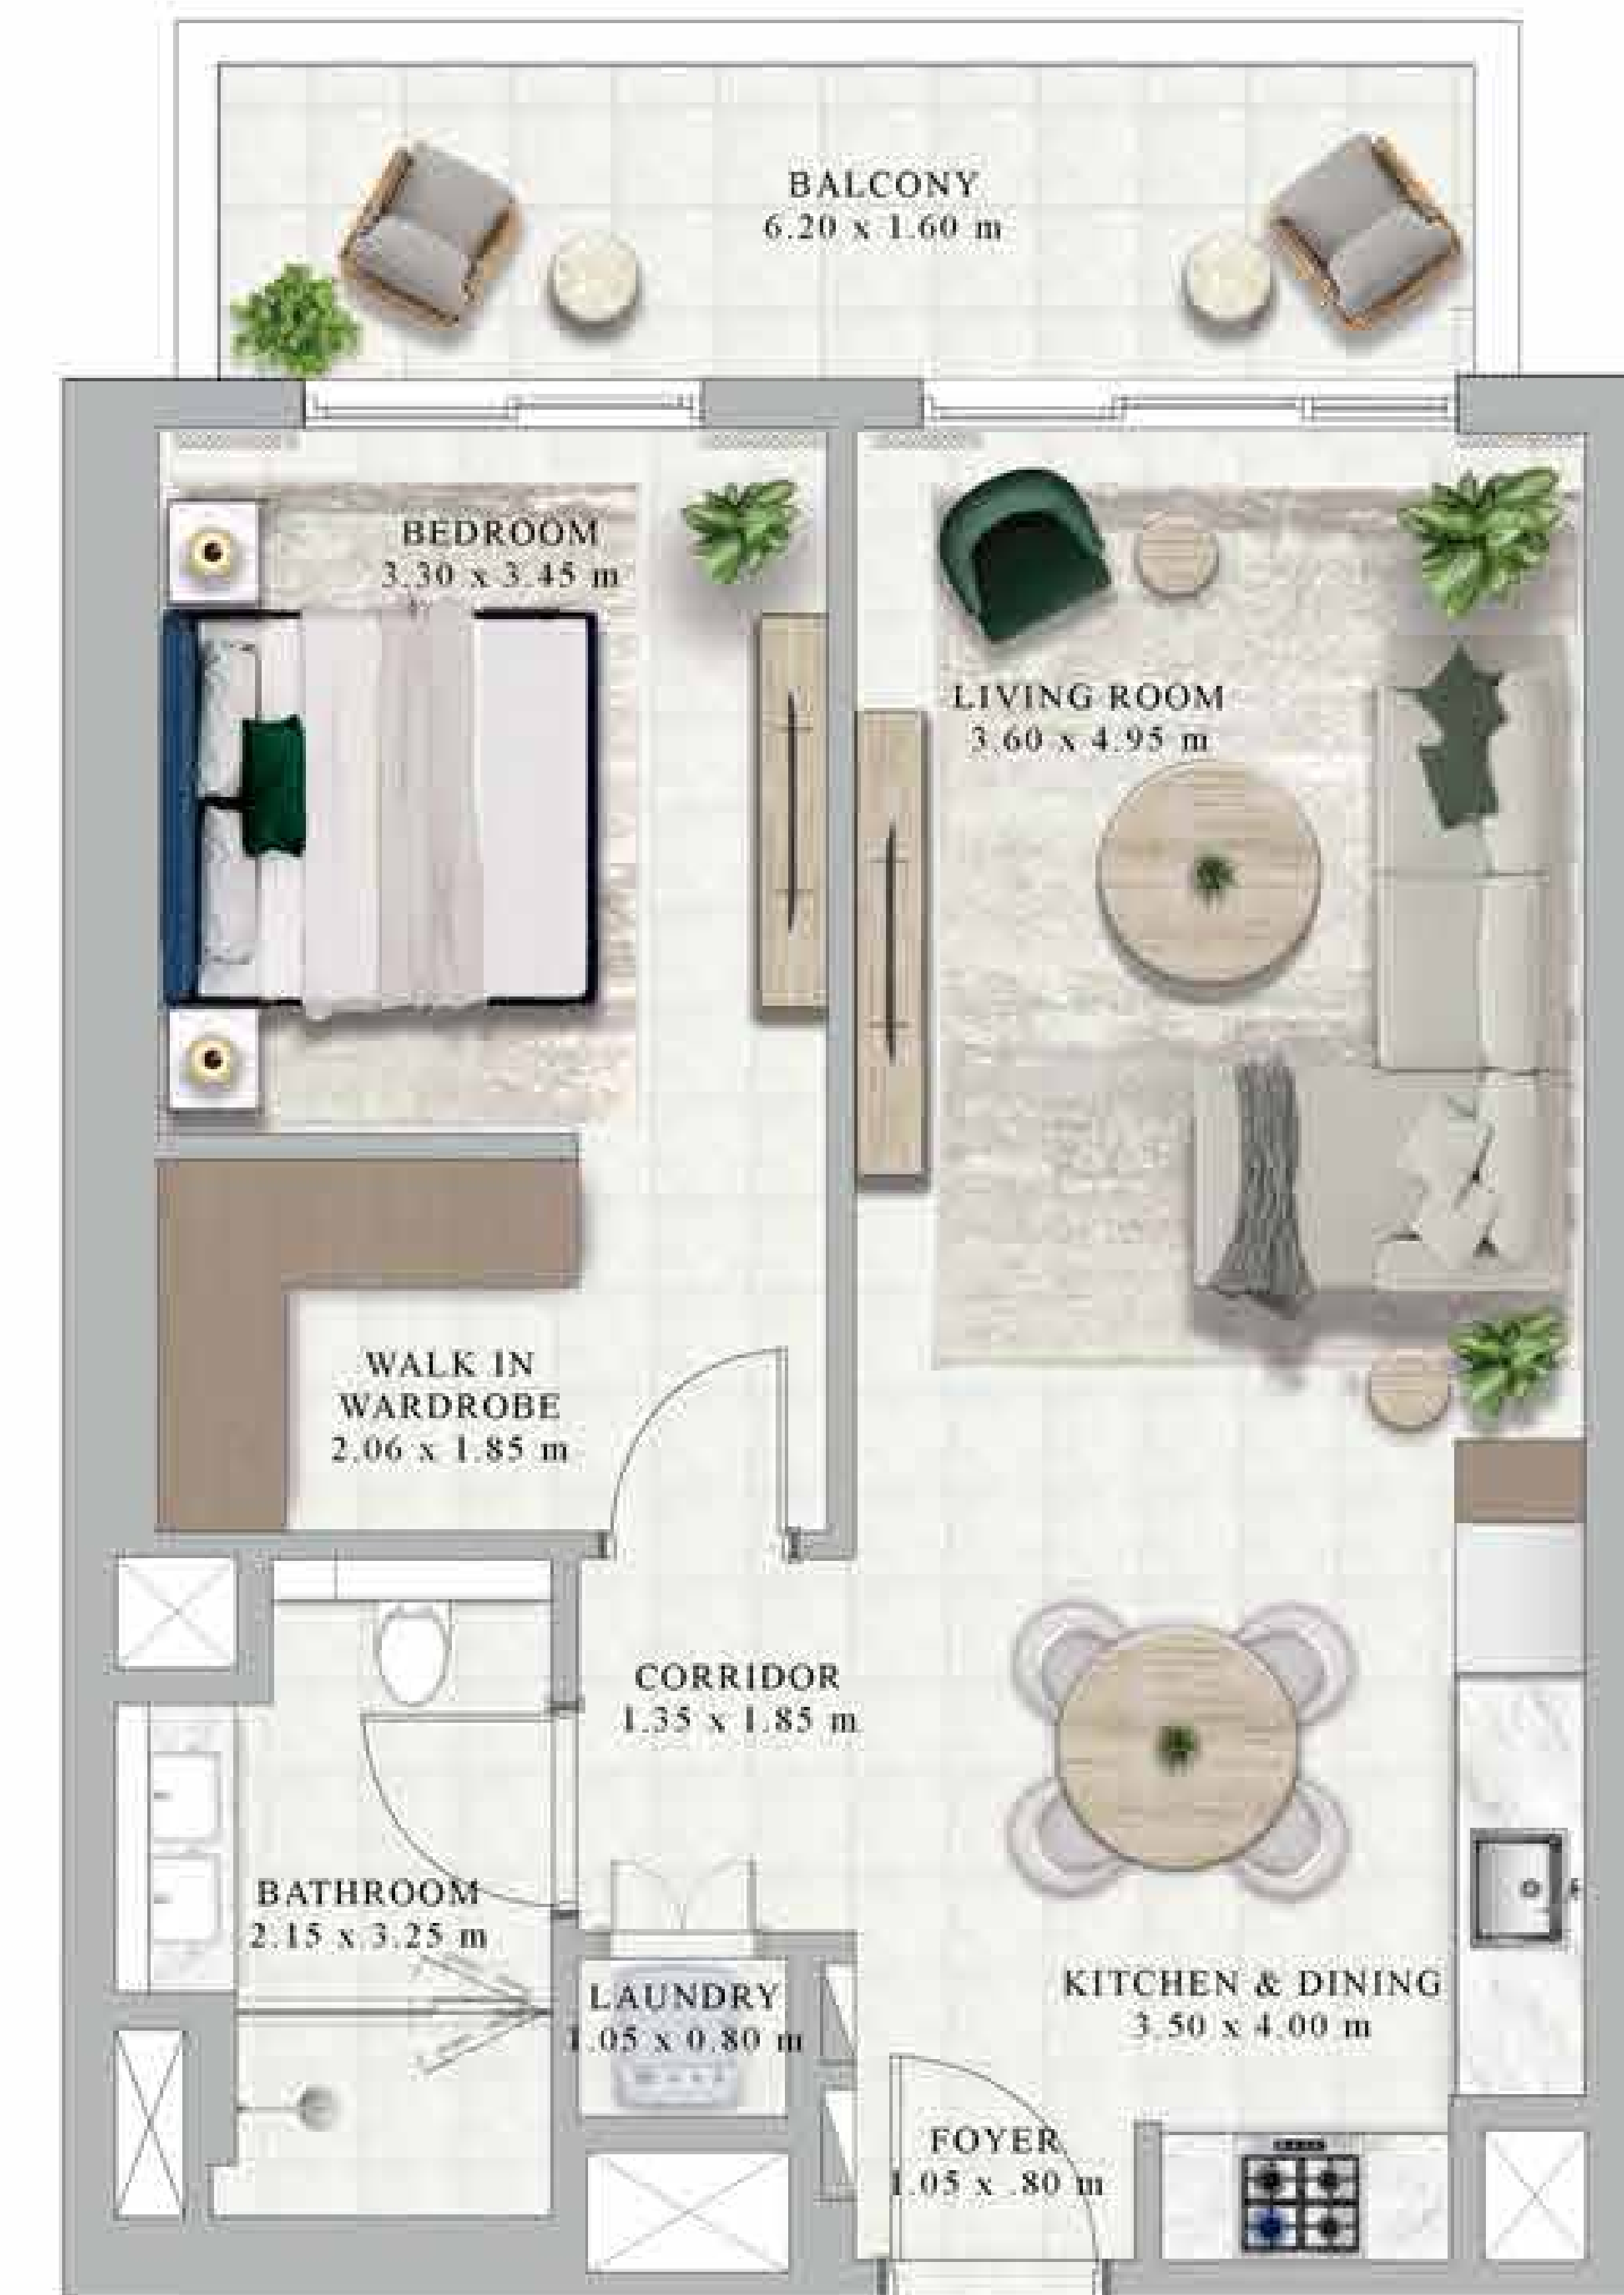 BALCONY
6.20 x 1.60 m
BEDROOM
3.30 x 3.45 m
LIVING ROOM
3.60 x 4.95 m
WALK IN
WARDROBE
2.06 x 1.85 m
CORRIDOR
1.35 x 1.85 m
BATHROOM
2.15 x 3.25 m
LAUNDRY
1.05 x 0.80 m
KITCHEN & DINING
3.50 x 4.00 m
FOYER
1.05 x .80 m